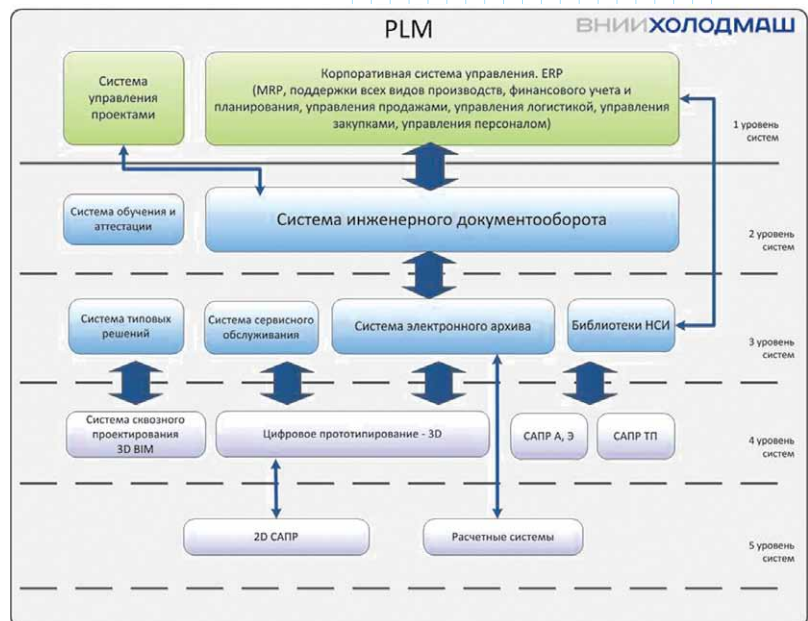 PLM
ВНИИХОЛОДМАШ
Система
управления
проектами
Корпоративная система управления. ERP
(MRP, поддержки всех видов производств, финансового учета и
планирования, управления продажами, управления логистикой, управления
закупками, управления персоналом)
1 уровень
систем
Система обучения и
аттестации
Система инженерного документооборота
2 уровень
систем
Система типовых
решений
Система сервисного
обслуживания
Система электронного архива
Библиотеки НСИ
3 уровень
систем
Система сквозного
проектирования
3D BIM
Цифровое прототипирование - 3D
САПР А, Э
САПР ТП
4 уровень
систем
2D САПР
Расчетные системы
5 уровень
систем